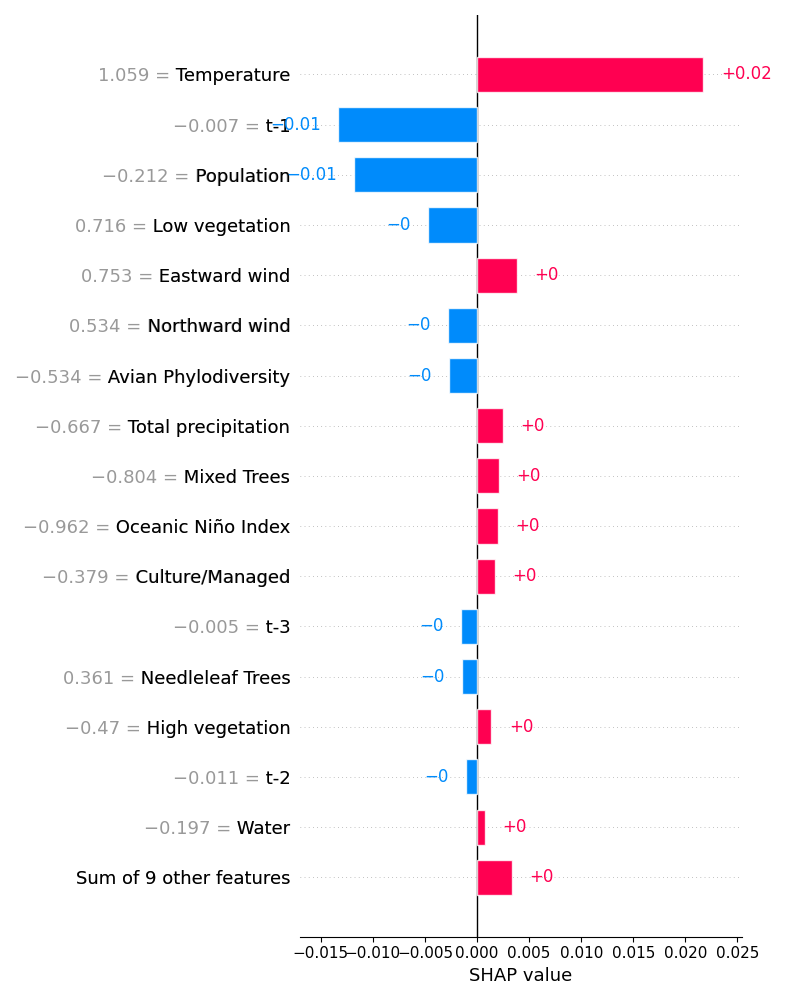 1.059 = Temperature +0.02
−0.007 = t-1 −0.01
−0.212 = Population −0.01
0.716 = Low vegetation −0
0.753 = Eastward wind +0
0.534 = Northward wind −0
−0.534 = Avian Phylodiversity −0
−0.667 = Total precipitation +0
−0.804 = Mixed Trees +0
−0.962 = Oceanic Niño Index +0
−0.379 = Culture/Managed +0
−0.005 = t-3 −0
0.361 = Needleleaf Trees −0
−0.47 = High vegetation +0
−0.011 = t-2 −0
−0.197 = Water +0
Sum of 9 other features +0
−0.015 −0.010 −0.005 0.000 0.005 0.010 0.015 0.020 0.025
SHAP value